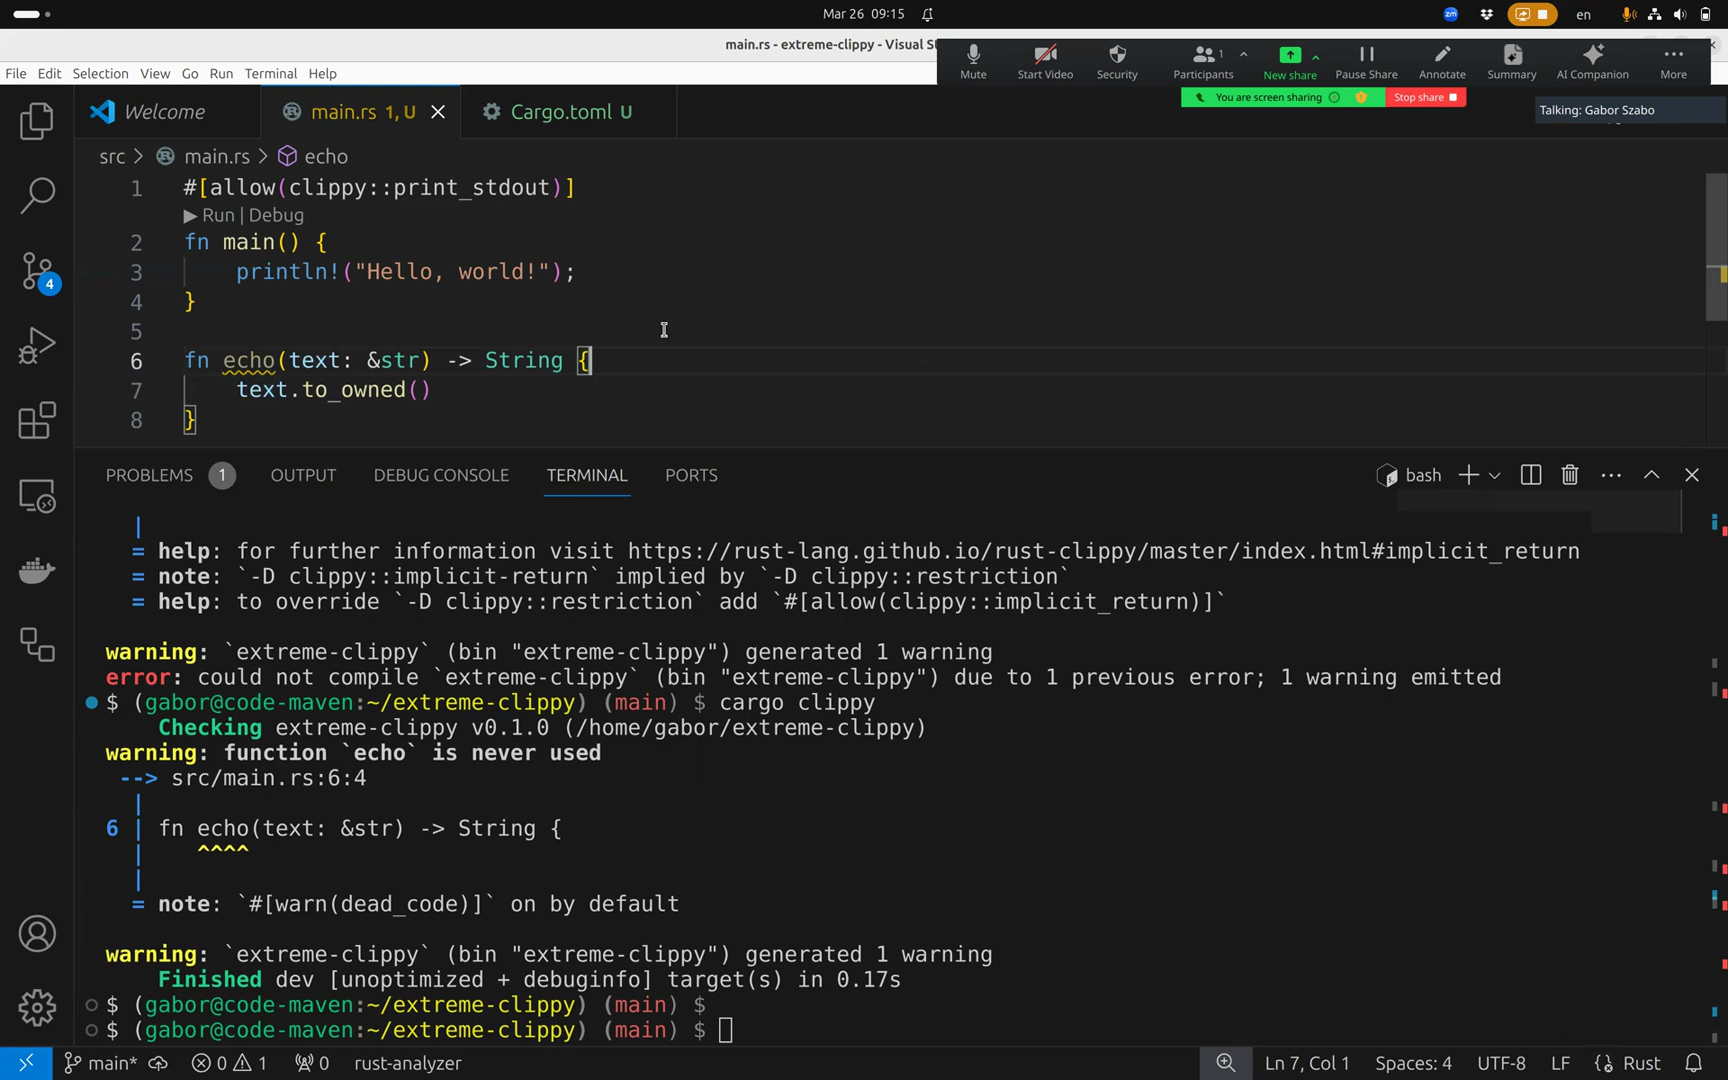 Mar 26 09:15
zm
en
main.rs - extreme-clippy - Visual S
File Edit Selection View Go Run Terminal Help
Mute Start Video Security Participants 1 New share Pause Share Annotate Summary AI Companion More
You are screen sharing Stop share
Talking: Gabor Szabo
Welcome main.rs 1, U Cargo.toml U
src > main.rs > echo
1 #[allow(clippy::print_stdout)]
Run | Debug
2 fn main() {
3 println!("Hello, world!");
4 }
5
6 fn echo(text: &str) -> String {
7 text.to_owned()
8 }
4
PROBLEMS 1 OUTPUT DEBUG CONSOLE TERMINAL PORTS bash
|
= help: for further information visit https://rust-lang.github.io/rust-clippy/master/index.html#implicit_return
= note: `-D clippy::implicit-return` implied by `-D clippy::restriction`
= help: to override `-D clippy::restriction` add `#[allow(clippy::implicit_return)]`
warning: `extreme-clippy` (bin "extreme-clippy") generated 1 warning
error: could not compile `extreme-clippy` (bin "extreme-clippy") due to 1 previous error; 1 warning emitted
$ (gabor@code-maven:~/extreme-clippy) (main) $ cargo clippy
Checking extreme-clippy v0.1.0 (/home/gabor/extreme-clippy)
warning: function `echo` is never used
--> src/main.rs:6:4
|
6 | fn echo(text: &str) -> String {
| ^^^^
|
= note: `#[warn(dead_code)]` on by default
warning: `extreme-clippy` (bin "extreme-clippy") generated 1 warning
Finished dev [unoptimized + debuginfo] target(s) in 0.17s
$ (gabor@code-maven:~/extreme-clippy) (main) $
$ (gabor@code-maven:~/extreme-clippy) (main) $
main* 0 1 0 rust-analyzer Ln 7, Col 1 Spaces: 4 UTF-8 LF Rust